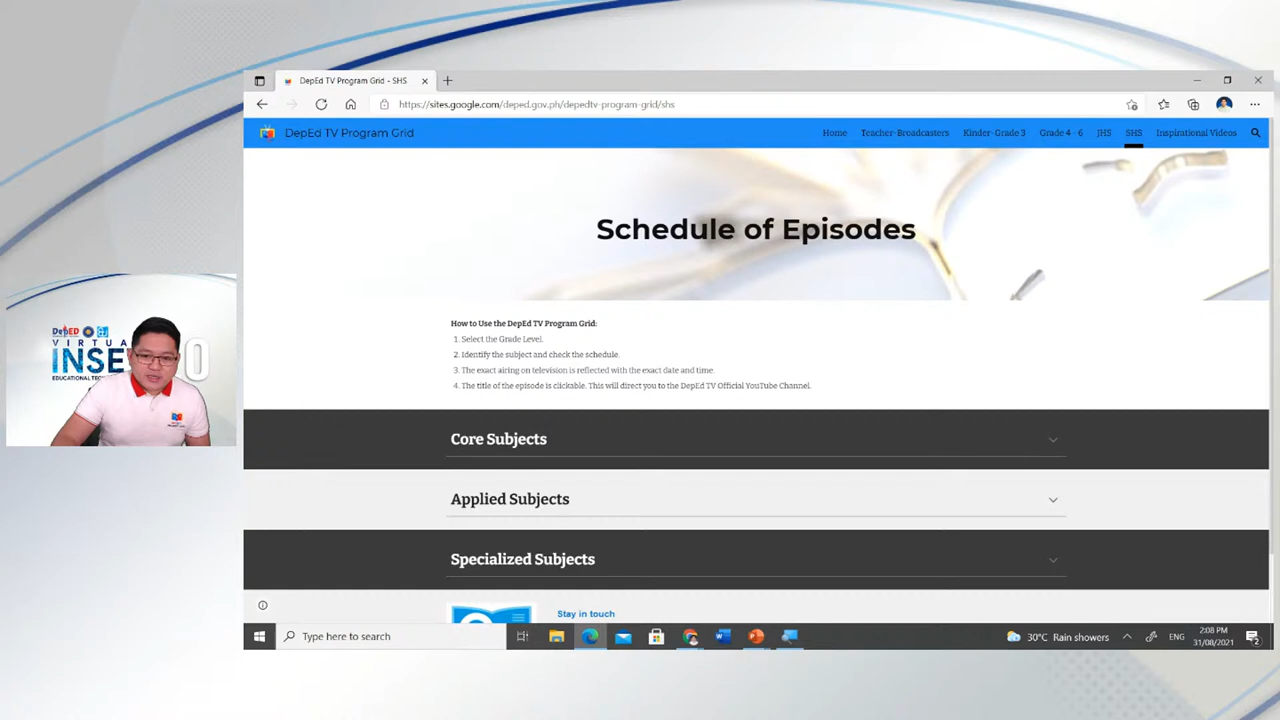 DepEd TV Program Grid - SHS
https://sites.google.com/deped.gov.ph/depedtv-program-grid/shs
DepEd TV Program Grid
Home Teacher-Broadcasters Kinder-Grade 3 Grade 4 - 6 JHS SHS Inspirational Videos
Schedule of Episodes
How to Use the DepEd TV Program Grid:
1. Select the Grade Level.
2. Identify the subject and check the schedule.
3. The exact airing on television is reflected with the exact date and time.
4. The title of the episode is clickable. This will direct you to the DepEd TV Official YouTube Channel.
DepED
VIRTUA
INSE
EDUCATIONAL TEC
Core Subjects
Applied Subjects
Specialized Subjects
Stay in touch
Type here to search
30°C Rain showers
ENG
2:08 PM
31/08/2021
2